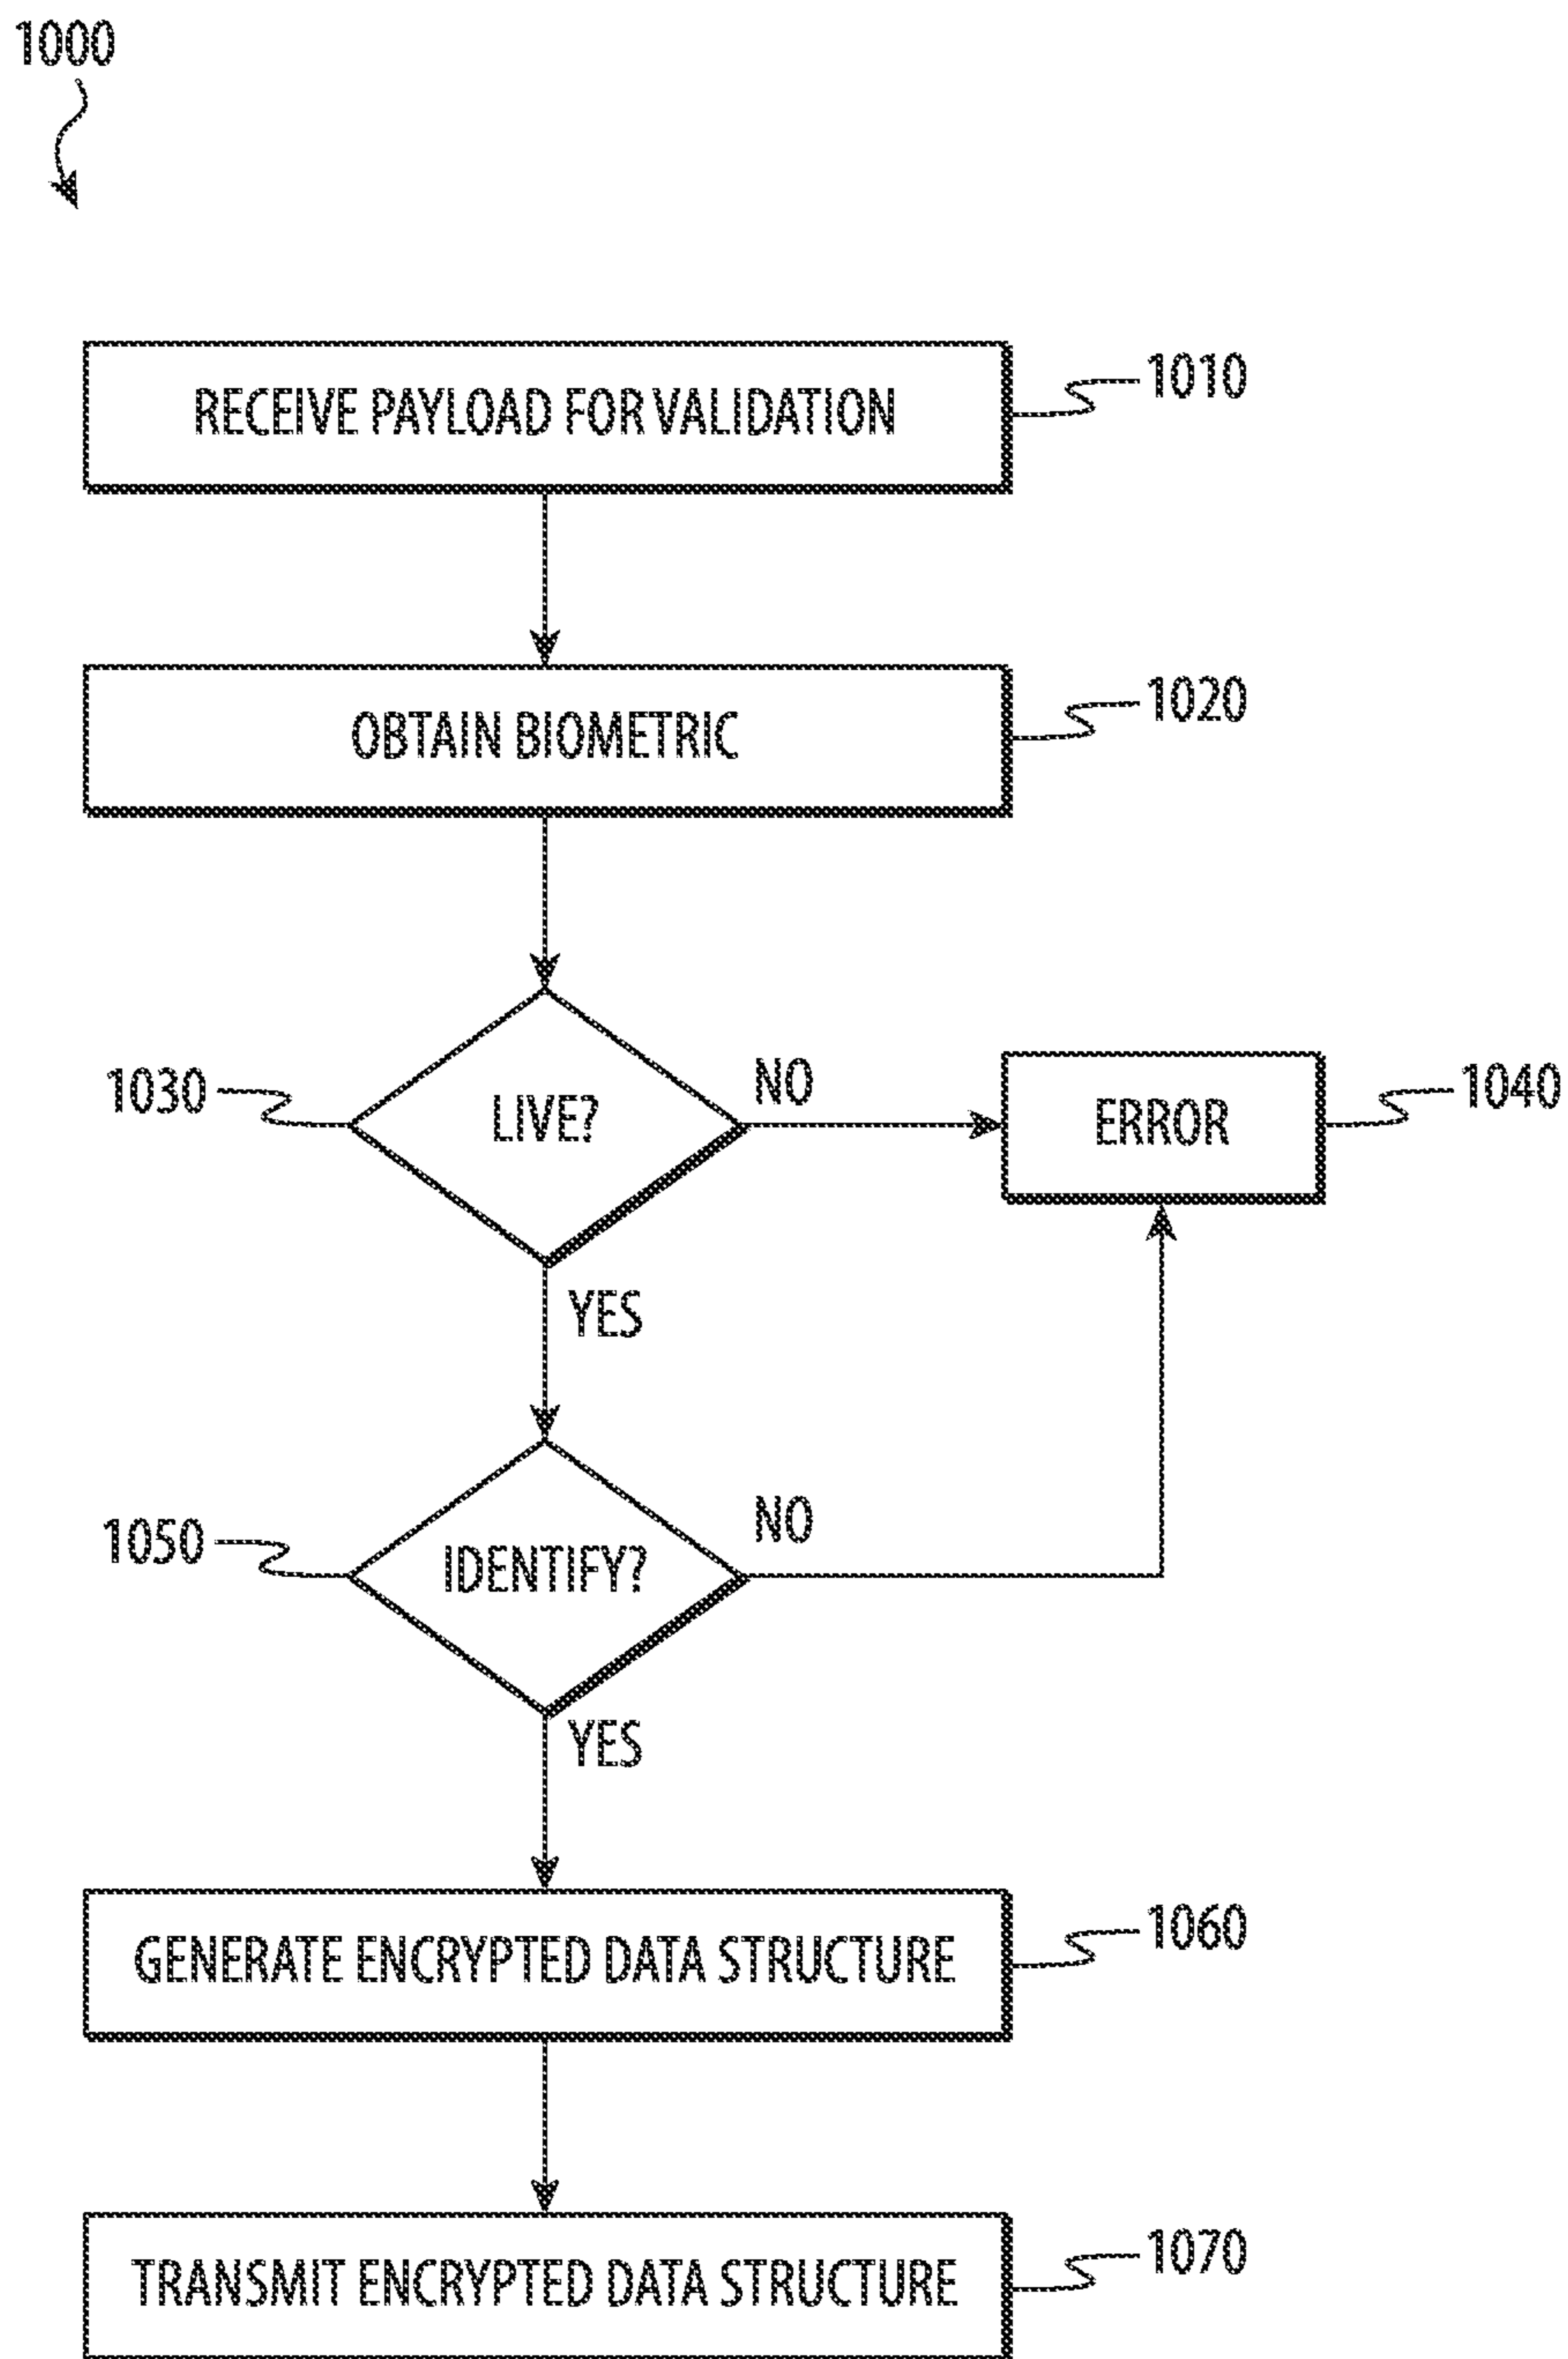 1000
RECEIVE PAYLOAD FOR VALIDATION
1010
OBTAIN BIOMETRIC
1020
1030
LIVE?
NO
ERROR
1040
YES
1050
IDENTIFY?
NO
YES
GENERATE ENCRYPTED DATA STRUCTURE
1060
TRANSMIT ENCRYPTED DATA STRUCTURE
1070